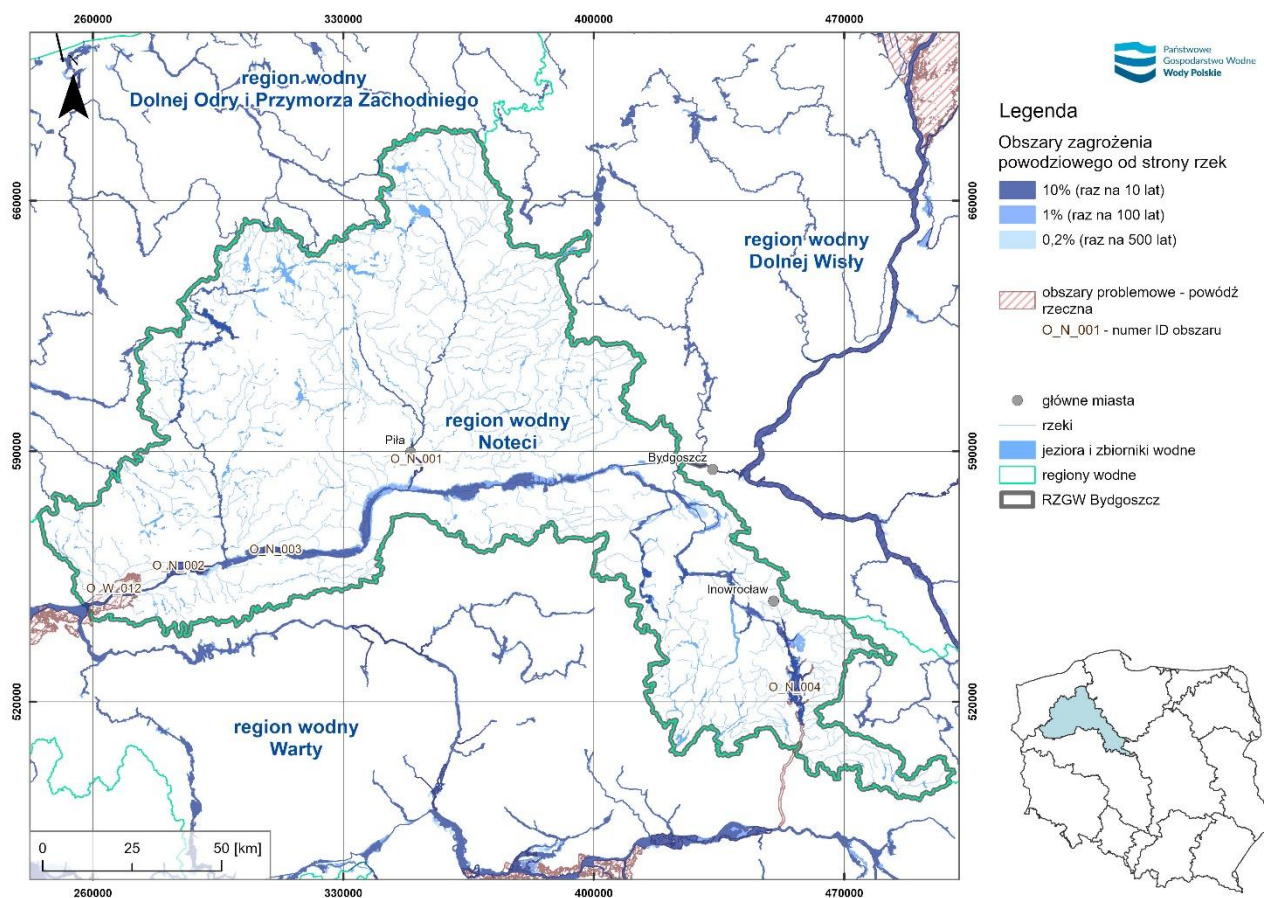 260000
330000
400000
470000
region wodny
Dolnej Odry i Przymorza Zachodniego
660000
660000
region wodny
Dolnej Wisły
region wodny
Noteci
Piła
O_N_001
Bydgoszcz
590000
590000
O_N_003
O_N_002
O_W_012
Inowrocław
O_N_004
520000
520000
region wodny
Warty
0
25
50 [km]
260000
330000
400000
470000
Państwowe
Gospodarstwo Wodne
Wody Polskie
Legenda
Obszary zagrożenia
powodziowego od strony rzek
10% (raz na 10 lat)
1% (raz na 100 lat)
0,2% (raz na 500 lat)
obszary problemowe - powódź
rzeczna
O_N_001 - numer ID obszaru
główne miasta
rzeki
jeziora i zbiorniki wodne
regiony wodne
RZGW Bydgoszcz